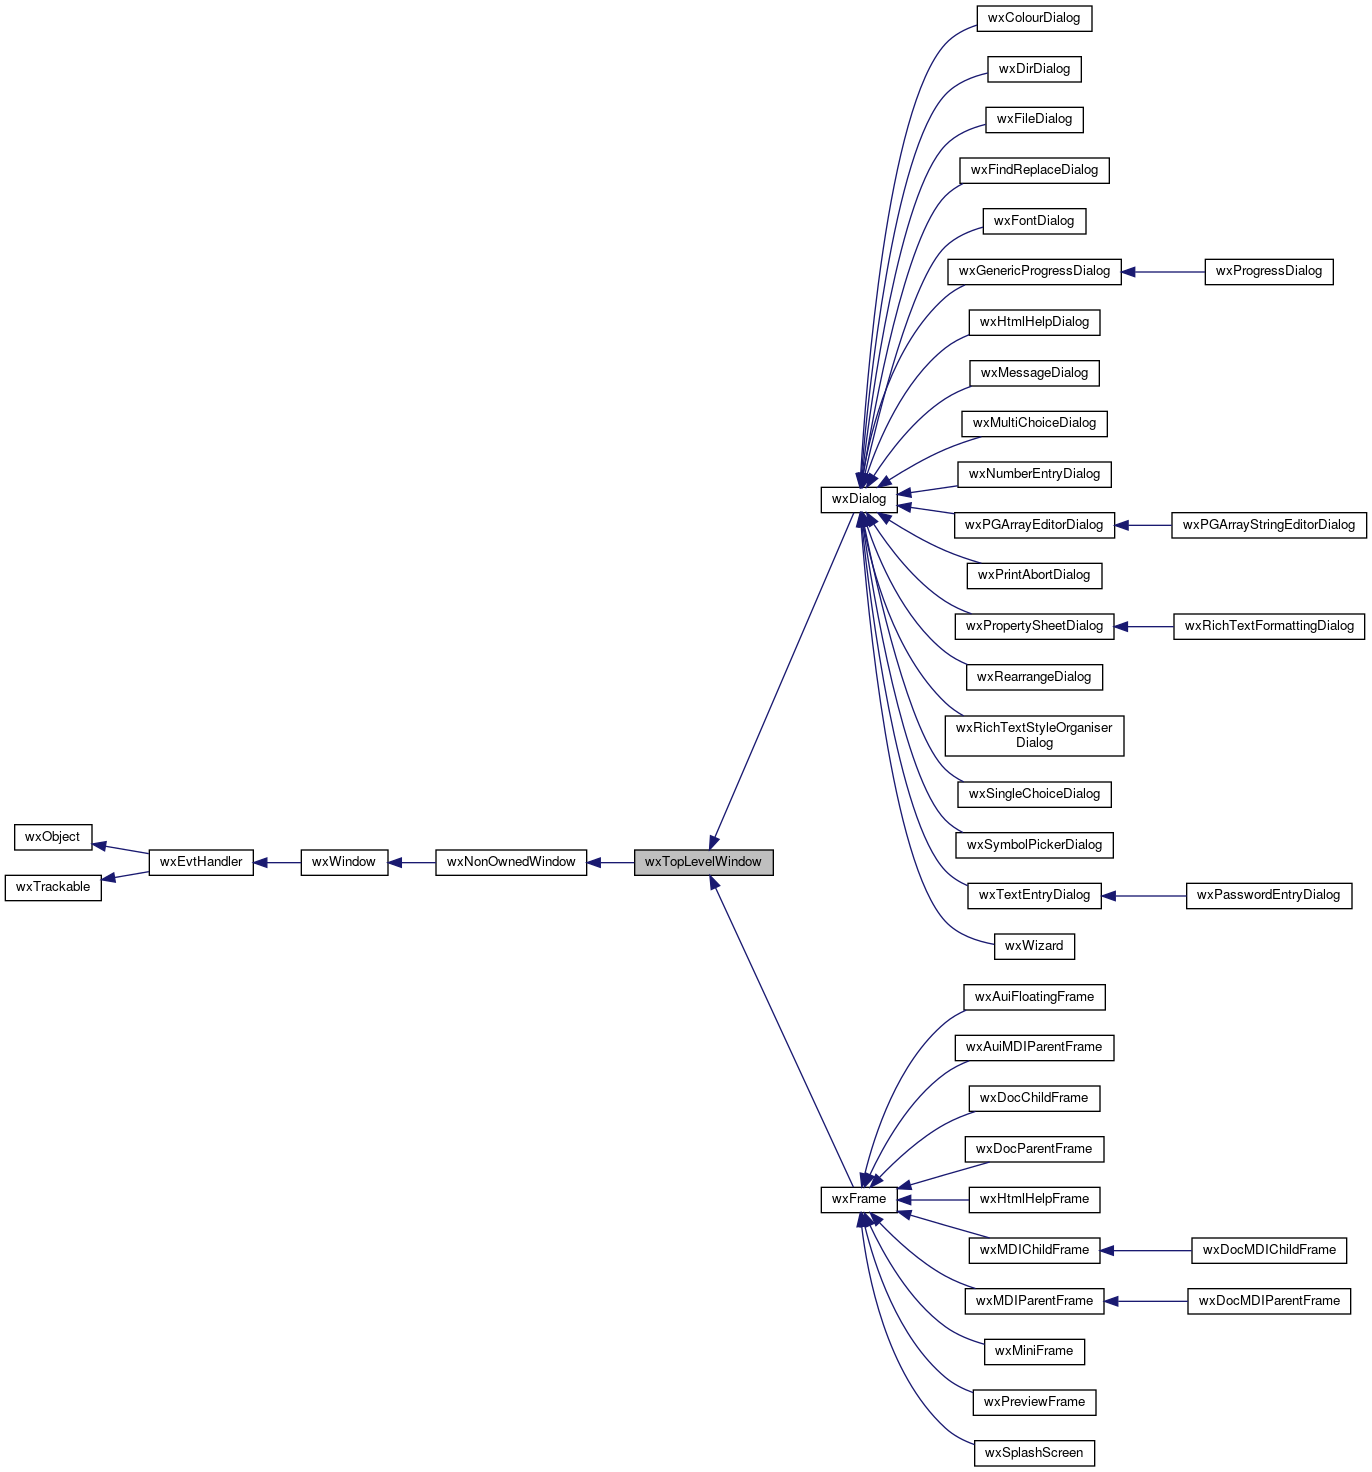 wxColourDialog
wxDirDialog
wxFileDialog
wxFindReplaceDialog
wxFontDialog
wxGenericProgressDialog
wxProgressDialog
wxHtmlHelpDialog
wxMessageDialog
wxMultiChoiceDialog
wxNumberEntryDialog
wxDialog
wxPGArrayEditorDialog
wxPGArrayStringEditorDialog
wxPrintAbortDialog
wxPropertySheetDialog
wxRichTextFormattingDialog
wxRearrangeDialog
wxRichTextStyleOrganiser
Dialog
wxSingleChoiceDialog
wxObject
wxSymbolPickerDialog
wxEvtHandler
wxWindow
wxNonOwnedWindow
wxTopLevelWindow
wxTrackable
wxTextEntryDialog
wxPasswordEntryDialog
wxWizard
wxAuiFloatingFrame
wxAuiMDIParentFrame
wxDocChildFrame
wxDocParentFrame
wxFrame
wxHtmlHelpFrame
wxMDIChildFrame
wxDocMDIChildFrame
wxMDIParentFrame
wxDocMDIParentFrame
wxMiniFrame
wxPreviewFrame
wxSplashScreen